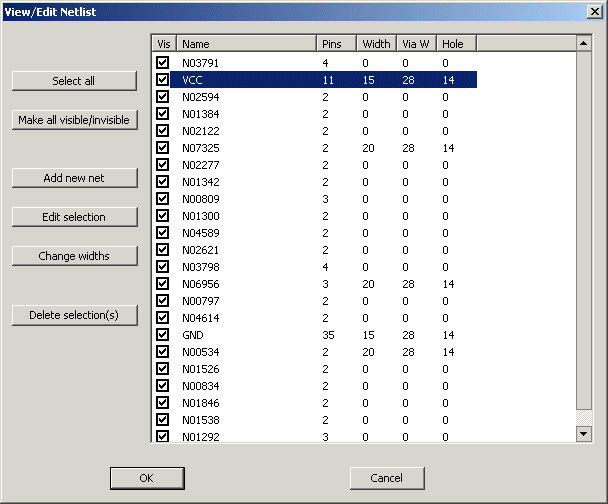 View/Edit Netlist
Vis Name Pins Width Via W Hole
N03791 4 0 0 0
VCC 11 15 28 14
N02594 2 0 0 0
N01384 2 0 0 0
N02122 2 0 0 0
N07325 2 20 28 14
N02277 2 0 0 0
N01342 2 0 0 0
N00809 3 0 0 0
N01300 2 0 0 0
N04589 2 0 0 0
N02621 2 0 0 0
N03798 4 0 0 0
N06956 3 20 28 14
N00797 2 0 0 0
N04614 2 0 0 0
GND 35 15 28 14
N00534 2 20 28 14
N01526 2 0 0 0
N00834 2 0 0 0
N01846 2 0 0 0
N01538 2 0 0 0
N01292 3 0 0 0
Select all
Make all visible/invisible
Add new net
Edit selection
Change widths
Delete selection(s)
OK Cancel